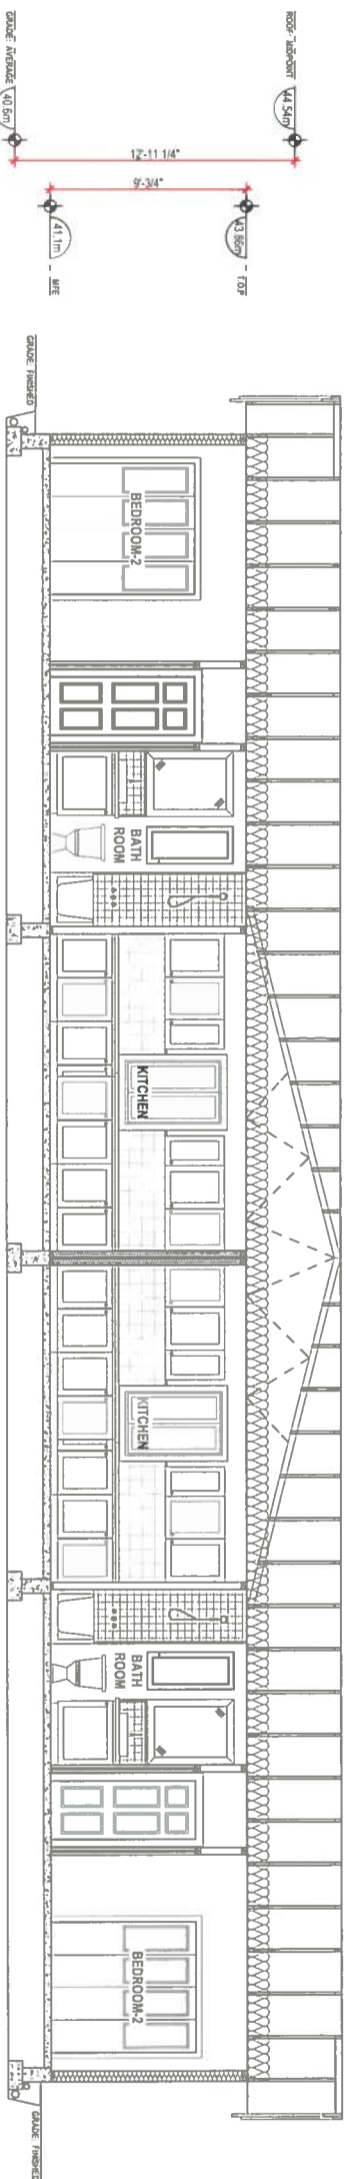 ROOF: MIDPOINT
44.54m
GRADE: AVERAGE
40.6m
12'-11 1/4"
9'-3/4"
43.86m
T.O.P
41.1m
MFE
GRADE: FINISHED
BEDROOM-2
BATH
ROOM
KITCHEN
KITCHEN
BATH
ROOM
BEDROOM-2
GRADE: FINISHED